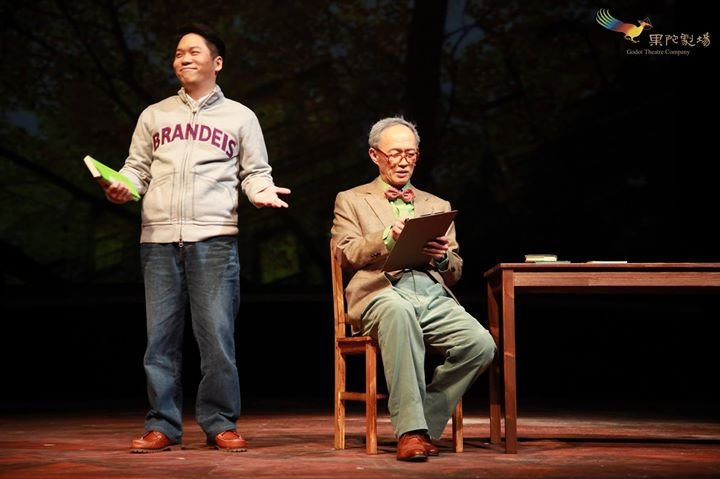 果陀劇場
Godot Theatre Company
BRANDEIS